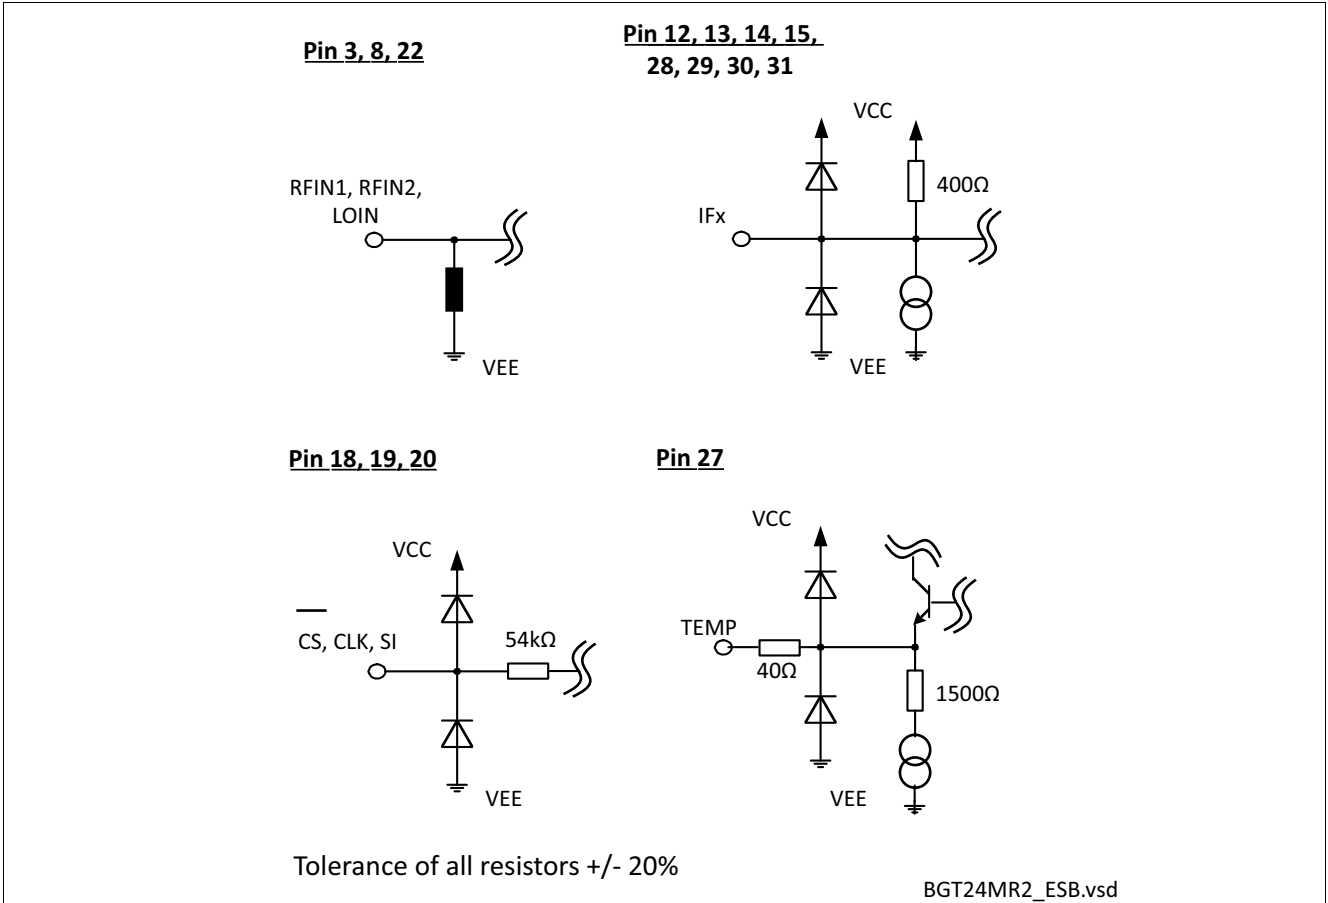 Pin 3, 8, 22
Pin 12, 13, 14, 15,
28, 29, 30, 31
RFIN1, RFIN2,
LOIN
VEE
VCC
400Ω
IFx
VEE
Pin 18, 19, 20
Pin 27
VCC
CS, CLK, SI
54kΩ
VEE
VCC
TEMP
40Ω
1500Ω
VEE
Tolerance of all resistors +/- 20%
BGT24MR2_ESB.vsd